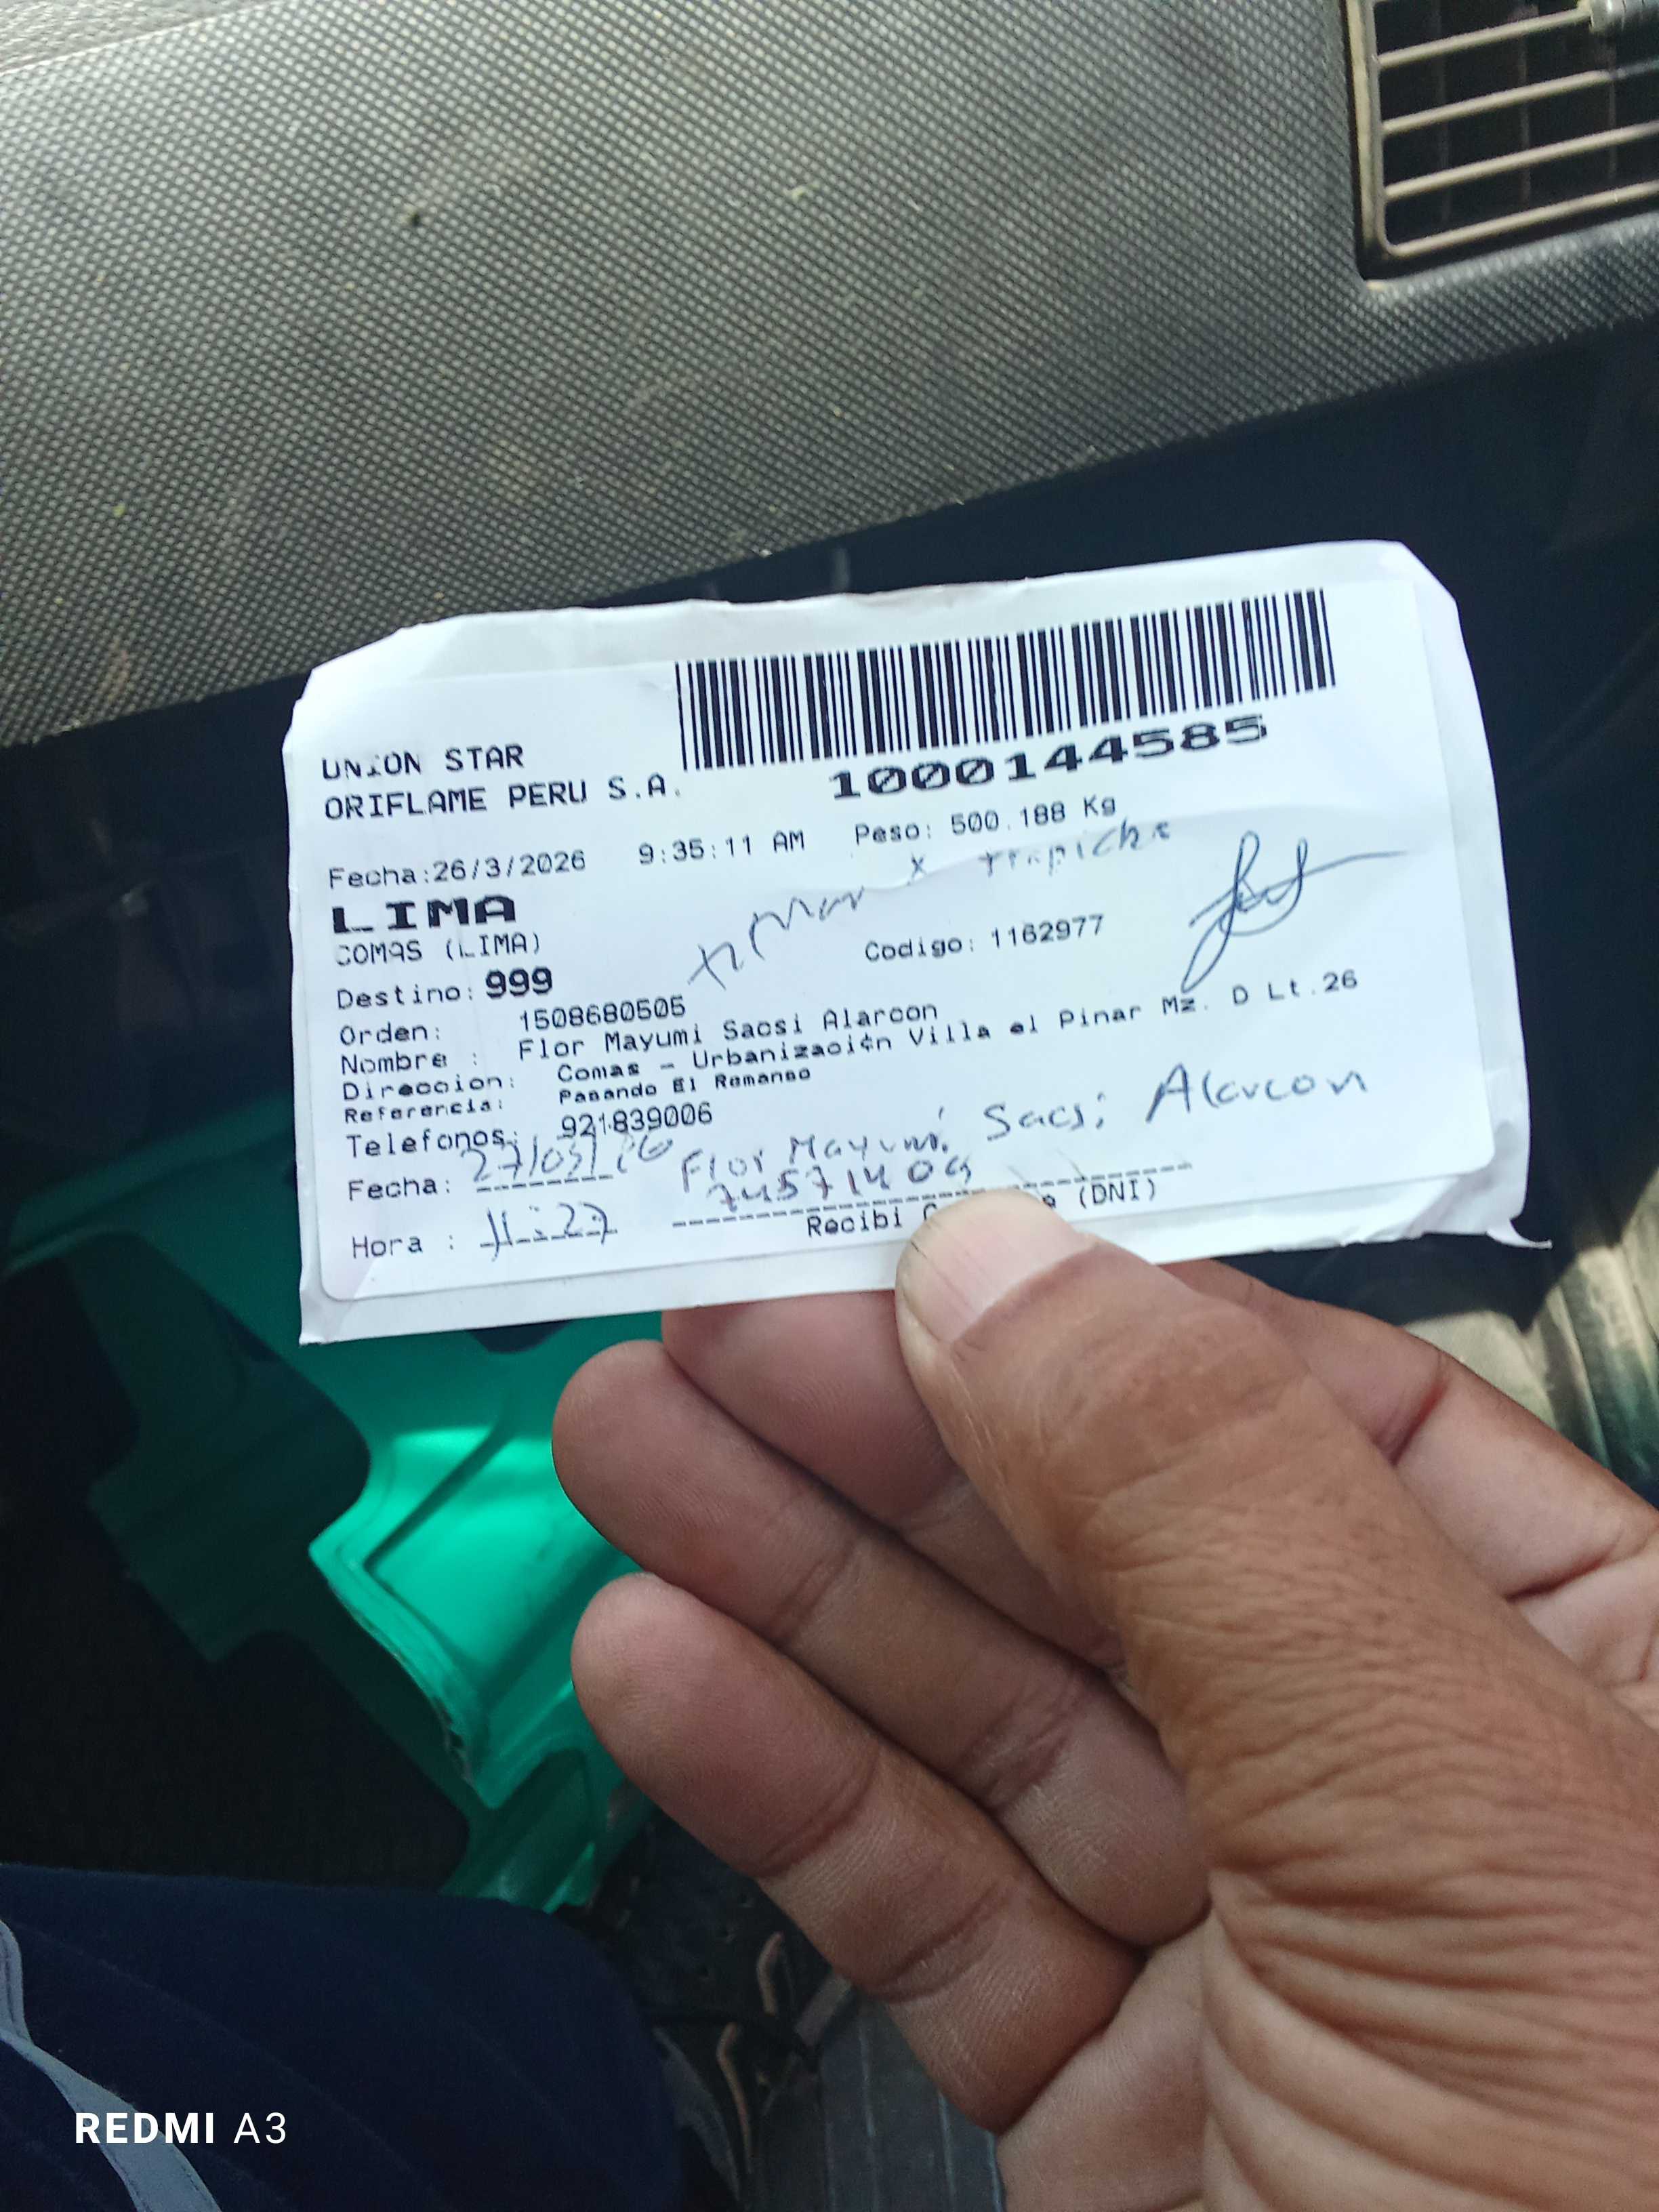 UNION STAR
ORIFLAME PERU S.A.
1000144585
Fecha:26/3/2026 9:35:11 AM Peso: 500.188 Kg
x trapiche
LIMA
COMAS (LIMA)
Codigo: 1162977
Destino: 999
Orden: 1508680505
Nombre : Flor Mayumi Sacsi Alarcon
Direccion: Comas - Urbanizaci¢n Villa el Pinar Mz. D Lt.26
Referencia: Pasando El Remanso
Telefonos: 921839006
Flor Mayumi Sacsi Alarcon
Fecha: 27/03/26
Hora : 11:27
Recibi (DNI)
REDMI A3